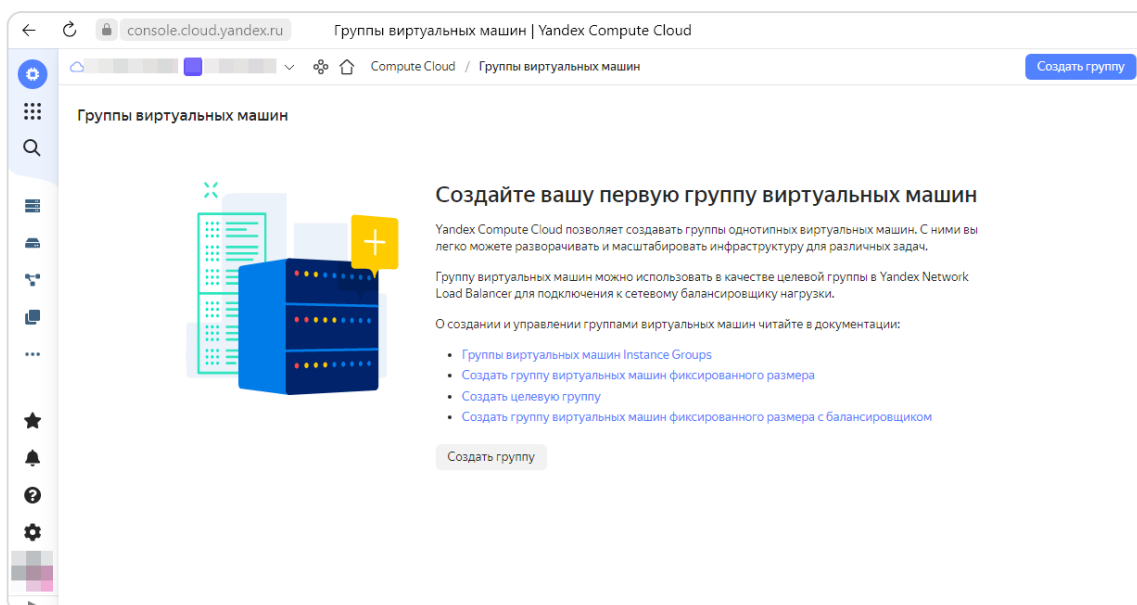 console.cloud.yandex.ru Группы виртуальных машин | Yandex Compute Cloud
Compute Cloud / Группы виртуальных машин Создать группу
Группы виртуальных машин
Создайте вашу первую группу виртуальных машин
Yandex Compute Cloud позволяет создавать группы однотипных виртуальных машин. С ними вы
легко можете разворачивать и масштабировать инфраструктуру для различных задач.
Группу виртуальных машин можно использовать в качестве целевой группы в Yandex Network
Load Balancer для подключения к сетевому балансировщику нагрузки.
О создании и управлении группами виртуальных машин читайте в документации:
• Группы виртуальных машин Instance Groups
• Создать группу виртуальных машин фиксированного размера
• Создать целевую группу
• Создать группу виртуальных машин фиксированного размера с балансировщиком
Создать группу